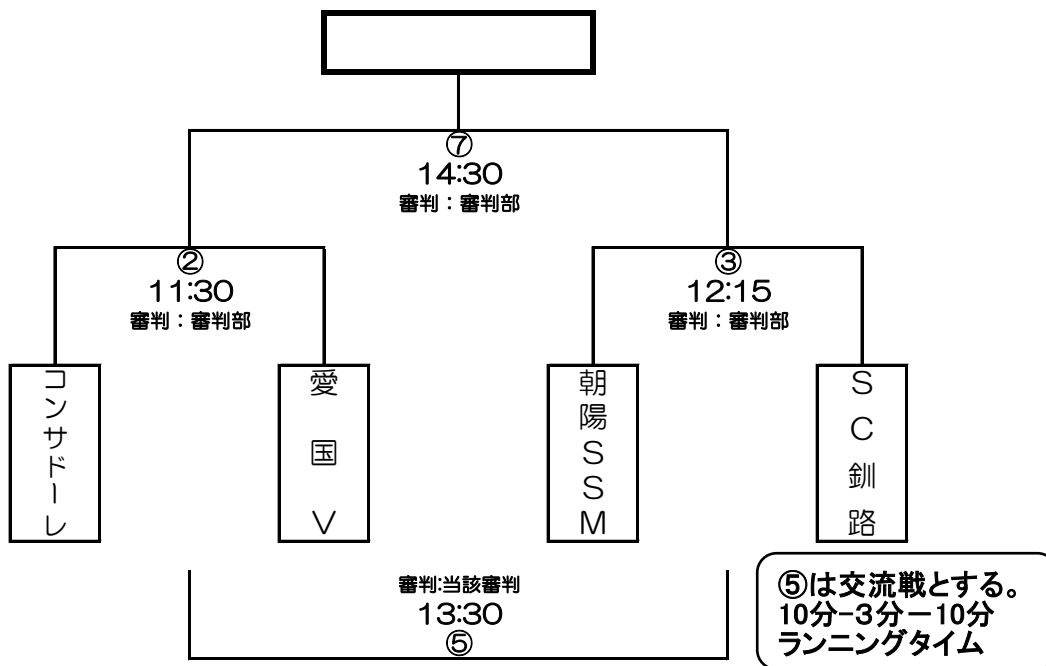 ⑦
14:30
審判：審判部
②
11:30
審判：審判部
③
12:15
審判：審判部
コンサドーレ
愛国V
朝陽SSM
SC釧路
審判:当該審判
13:30
⑤
⑤は交流戦とする。
10分-3分－10分
ランニングタイム